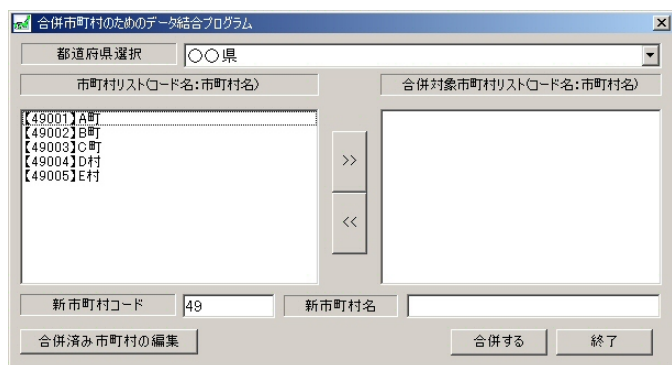 合併市町村のためのデータ結合プログラム
都道府県選択 〇〇県
市町村リスト(コード名:市町村名) 合併対象市町村リスト(コード名:市町村名)
【49001】A町
【49002】B町
【49003】C町
【49004】D村
【49005】E村
>>
<<
新市町村コード 49 新市町村名
合併済み市町村の編集 合併する 終了